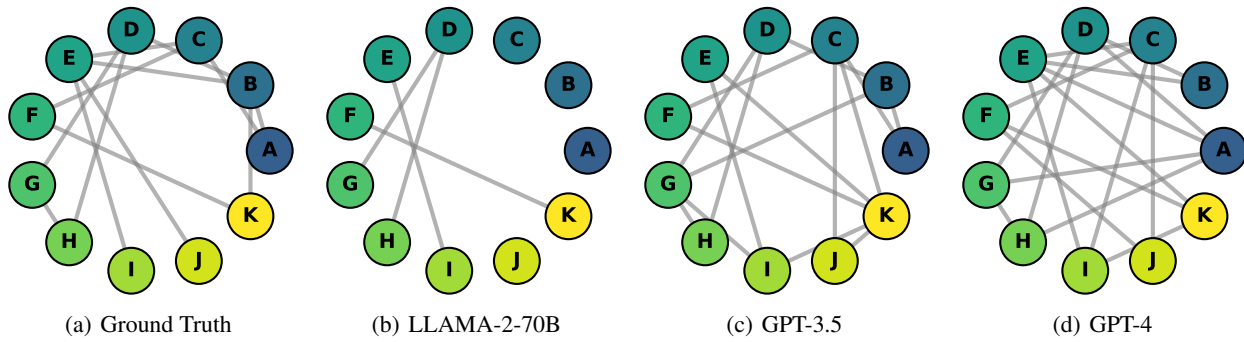 D C
E B
F A
G K
H I J
(a) Ground Truth
D C
E B
F A
G K
H I J
(b) LLAMA-2-70B
D C
E B
F A
G K
H I J
(c) GPT-3.5
D C
E B
F A
G K
H I J
(d) GPT-4